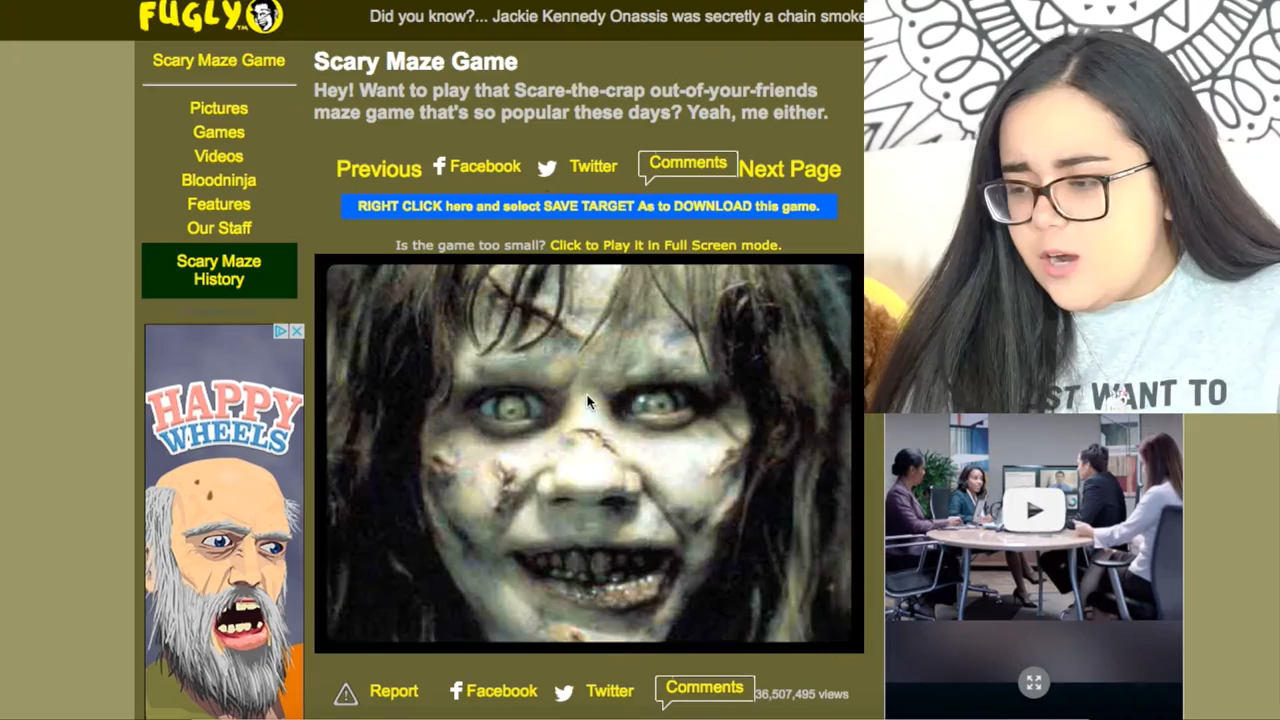 FUGLY™
Did you know?... Jackie Kennedy Onassis was secretly a chain smoke
Scary Maze Game
Pictures
Games
Videos
Bloodninja
Features
Our Staff
Scary Maze
History
HAPPY
WHEELS
Scary Maze Game
Hey! Want to play that Scare-the-crap out-of-your-friends
maze game that's so popular these days? Yeah, me either.
Previous Facebook Twitter Comments Next Page
RIGHT CLICK here and select SAVE TARGET As to DOWNLOAD this game.
Is the game too small? Click to Play it in Full Screen mode.
Report Facebook Twitter Comments 36,507,495 views
WANT TO